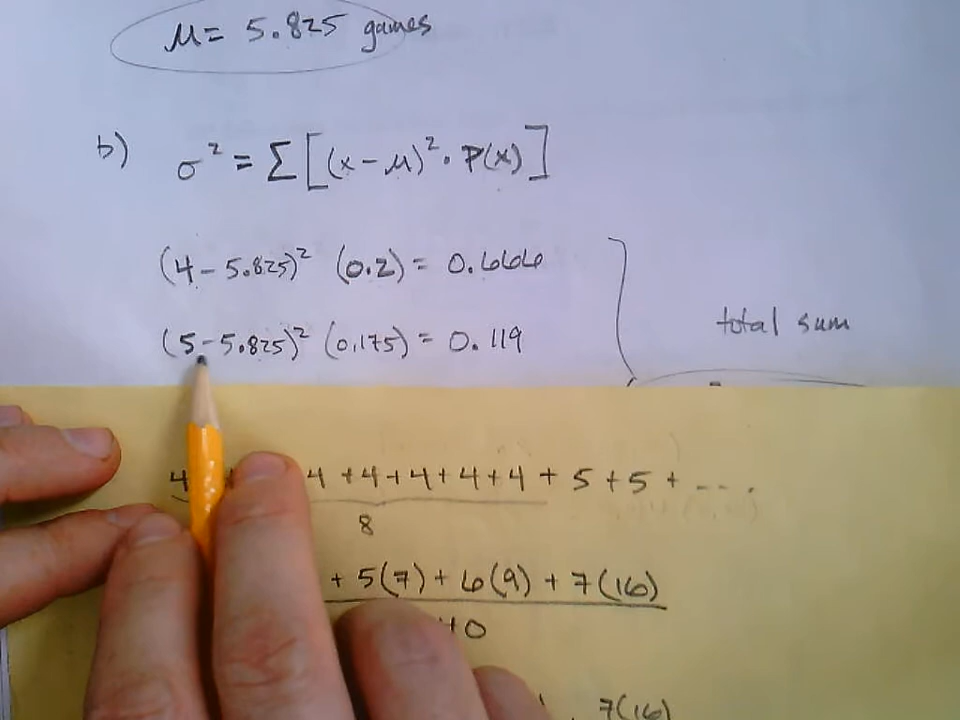 μ = 5.825 games
b) σ² = Σ [(x - μ)² · P(x)]
(4 - 5.825)² (0.2) = 0.666
(5 - 5.825)² (0.175) = 0.119
total sum
4 4 + 4 + 4 + 4 + 4 + 5 + 5 + ....
8
+ 5(7) + 6(9) + 7(16)
40
7(16)